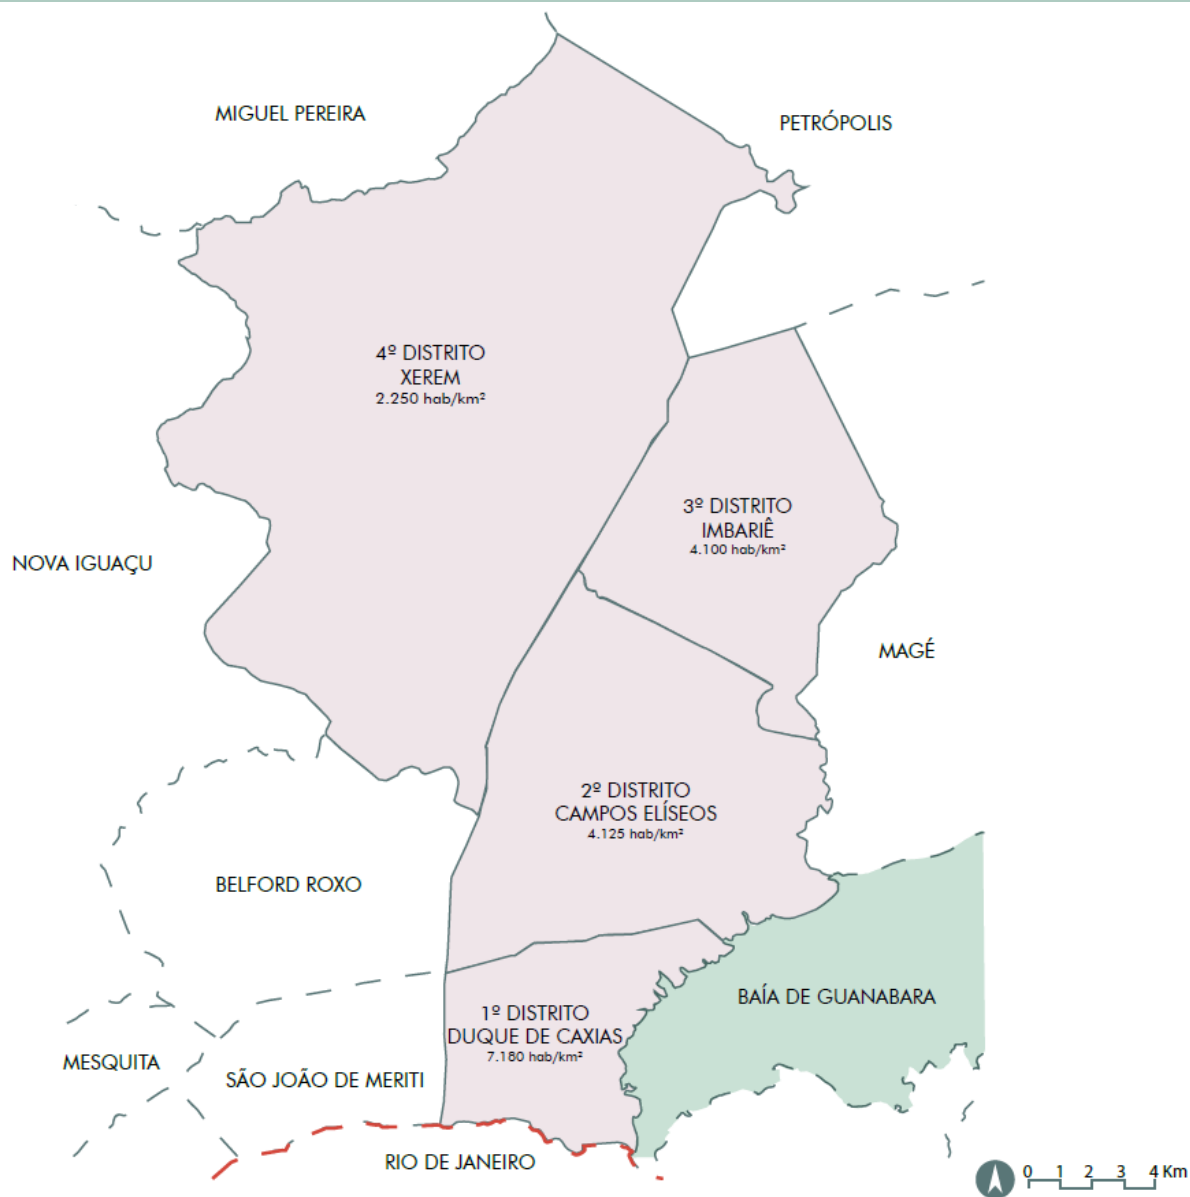 MIGUEL PEREIRA
PETRÓPOLIS
4º DISTRITO
XEREM
2.250 hab/km²
3º DISTRITO
IMBARIÊ
4.100 hab/km²
NOVA IGUAÇU
MAGÉ
2º DISTRITO
CAMPOS ELÍSEOS
4.125 hab/km²
BELFORD ROXO
BAÍA DE GUANABARA
1º DISTRITO
DUQUE DE CAXIAS
7.180 hab/km²
MESQUITA
SÃO JOÃO DE MERITI
RIO DE JANEIRO
0 1 2 3 4 Km